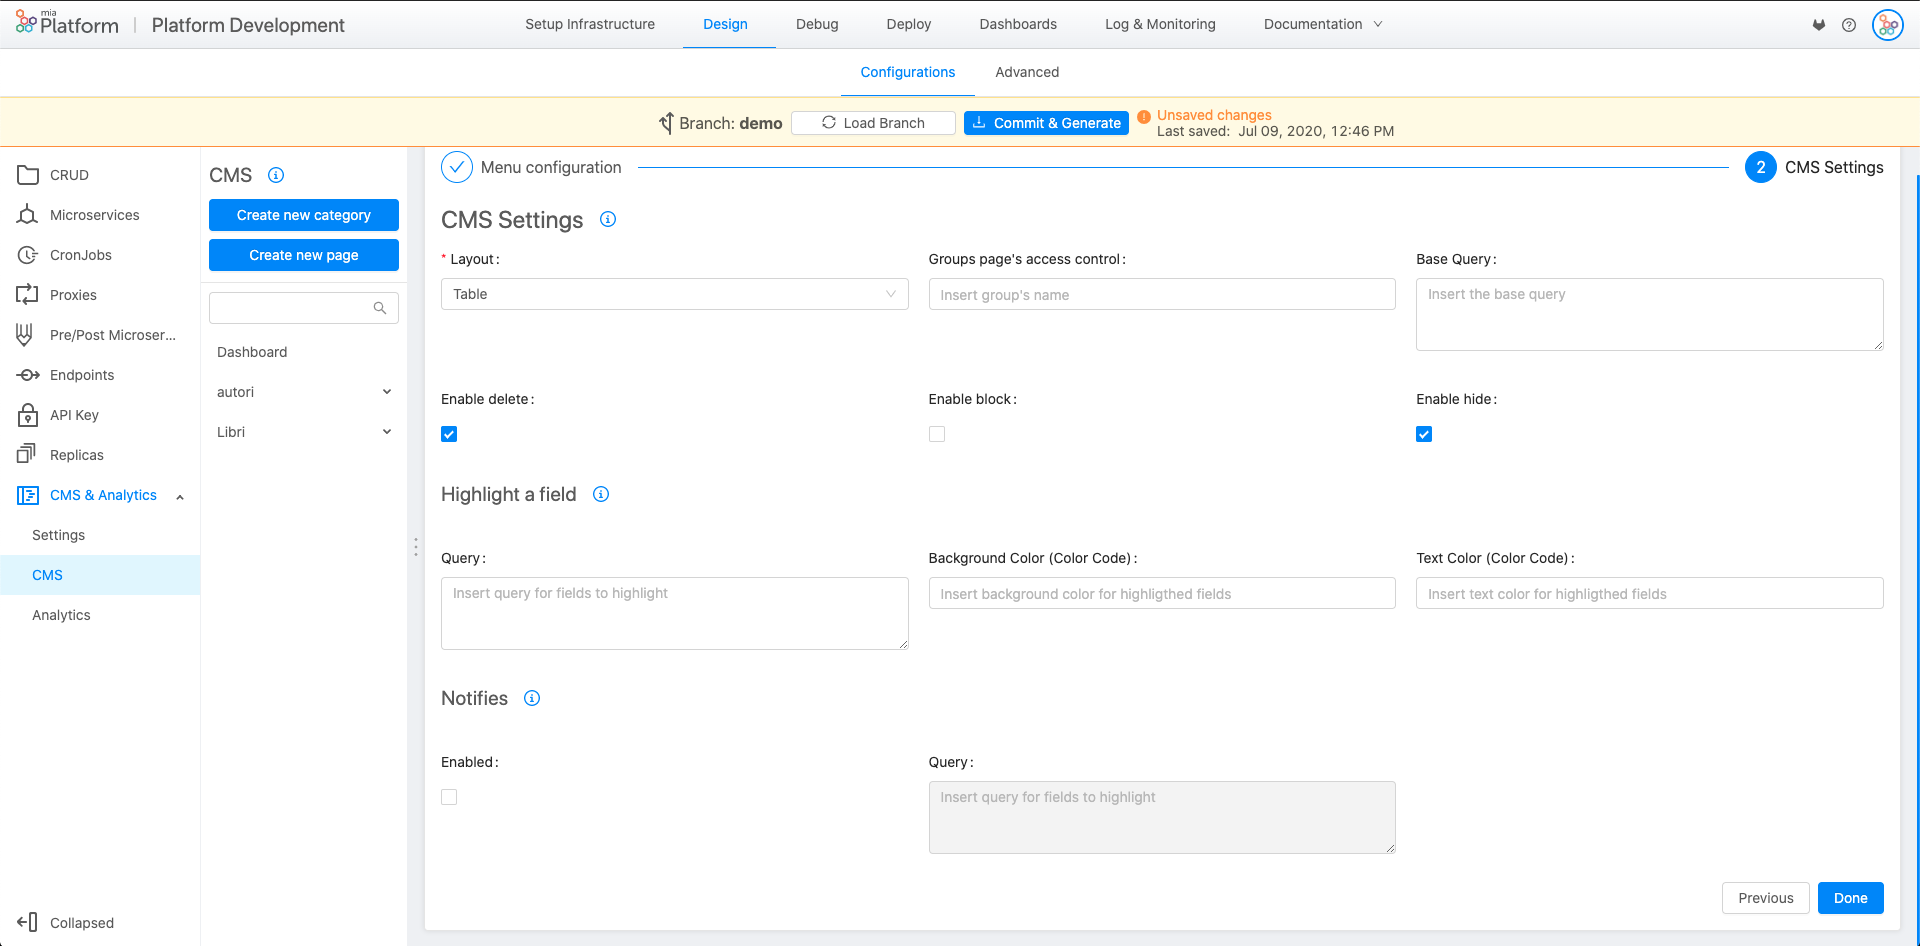 mia
Platform
Platform Development
Setup Infrastructure
Design
Debug
Deploy
Dashboards
Log & Monitoring
Documentation
Configurations
Advanced
Branch: demo
Load Branch
Commit & Generate
Unsaved changes
Last saved: Jul 09, 2020, 12:46 PM
CRUD
Microservices
CronJobs
Proxies
Pre/Post Microser...
Endpoints
API Key
Replicas
CMS & Analytics
Settings
CMS
Analytics
Collapsed
CMS
Create new category
Create new page
Dashboard
autori
Libri
Menu configuration
2 CMS Settings
CMS Settings
* Layout:
Table
Groups page's access control:
Insert group's name
Base Query:
Insert the base query
Enable delete:
Enable block:
Enable hide:
Highlight a field
Query:
Insert query for fields to highlight
Background Color (Color Code):
Insert background color for highligthed fields
Text Color (Color Code):
Insert text color for highligthed fields
Notifies
Enabled:
Query:
Insert query for fields to highlight
Previous
Done